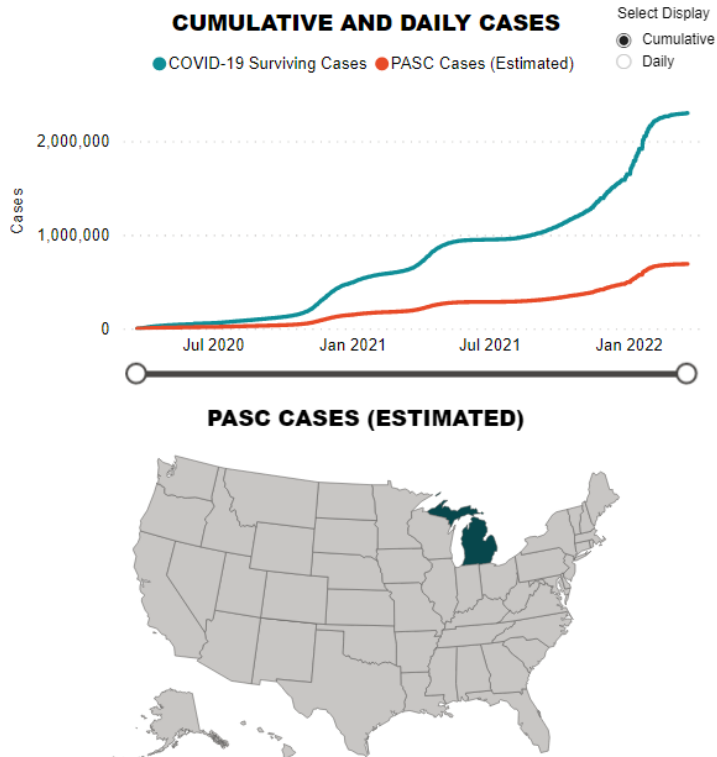 CUMULATIVE AND DAILY CASES
Select Display
Cumulative
Daily
COVID-19 Surviving Cases PASC Cases (Estimated)
2,000,000
1,000,000
0
Cases
Jul 2020 Jan 2021 Jul 2021 Jan 2022
PASC CASES (ESTIMATED)